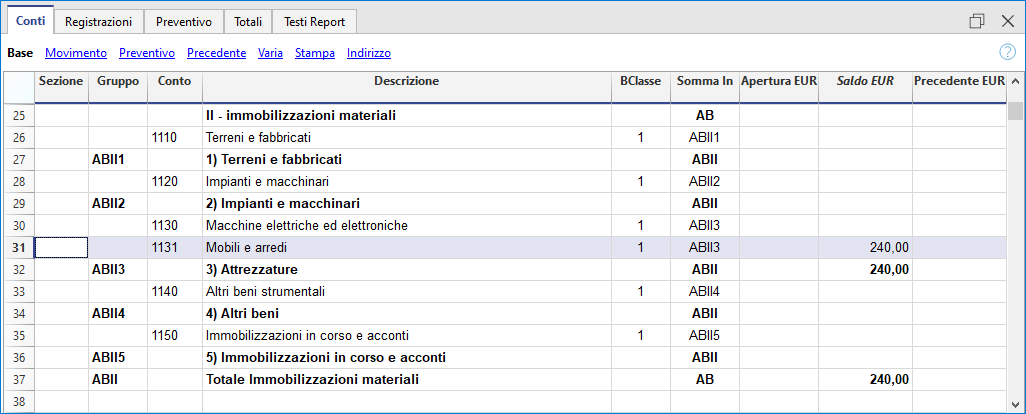 Conti Registrazioni Preventivo Totali Testi Report
Base Movimento Preventivo Precedente Varia Stampa Indirizzo ?
Sezione Gruppo Conto Descrizione BClasse Somma In Apertura EUR Saldo EUR Precedente EUR
25 II - immobilizzazioni materiali AB
26 1110 Terreni e fabbricati 1 ABII1
27 ABII1 1) Terreni e fabbricati ABII
28 1120 Impianti e macchinari 1 ABII2
29 ABII2 2) Impianti e macchinari ABII
30 1130 Macchine elettriche ed elettroniche 1 ABII3
31 1131 Mobili e arredi 1 ABII3 240,00
32 ABII3 3) Attrezzature ABII 240,00
33 1140 Altri beni strumentali 1 ABII4
34 ABII4 4) Altri beni ABII
35 1150 Immobilizzazioni in corso e acconti 1 ABII5
36 ABII5 5) Immobilizzazioni in corso e acconti ABII
37 ABII Totale Immobilizzazioni materiali AB 240,00
38